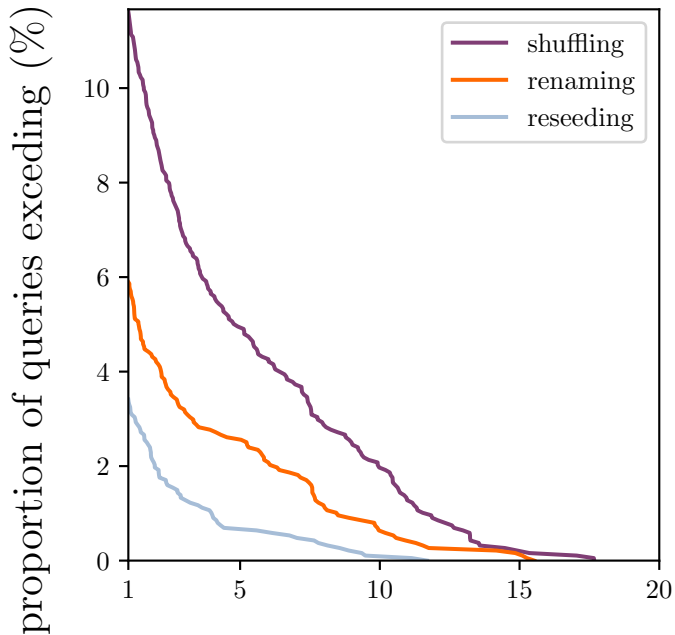 proportion of queries exceding (%)
10
8
6
4
2
0
1
5
10
15
20
shuffling
renaming
reseeding